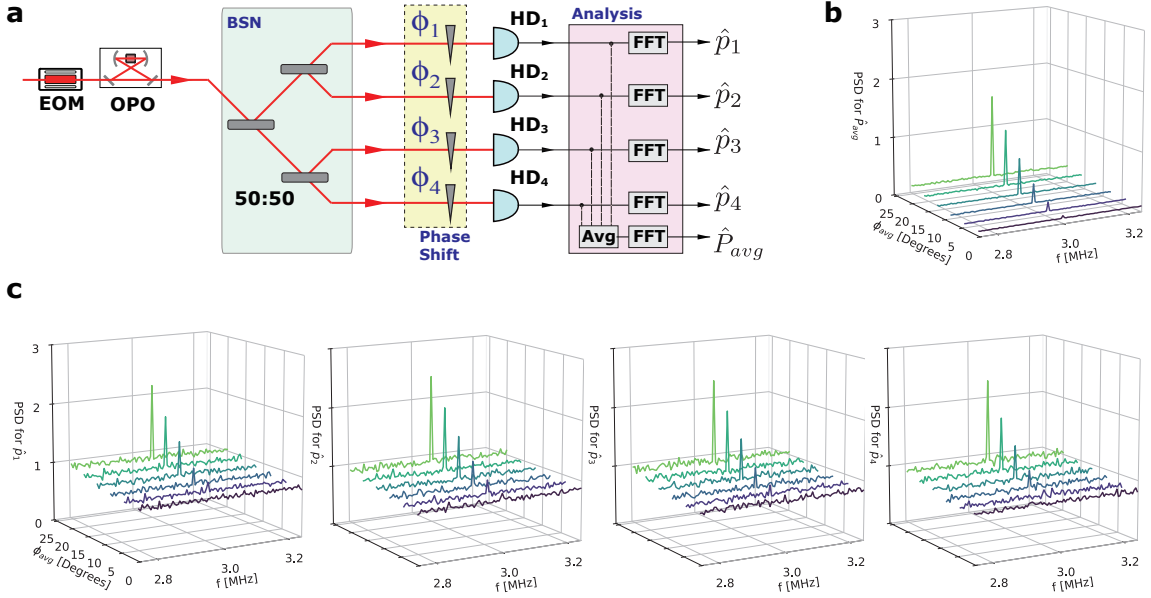 a
BSN
EOM
OPO
50:50
ϕ1
ϕ2
ϕ3
ϕ4
Phase
Shift
HD1
HD2
HD3
HD4
Analysis
FFT
FFT
FFT
FFT
Avg
FFT
p̂1
p̂2
p̂3
p̂4
P̂avg
b
PSD for P̂avg
3
2
1
0
25
20
15
10
5
0
ϕavg [Degrees]
2.8
3.0
3.2
f [MHz]
c
PSD for p̂1
3
2
1
0
25
20
15
10
5
0
ϕavg [Degrees]
2.8
3.0
3.2
f [MHz]
PSD for p̂2
2.8
3.0
3.2
f [MHz]
PSD for p̂3
2.8
3.0
3.2
f [MHz]
PSD for p̂4
2.8
3.0
3.2
f [MHz]